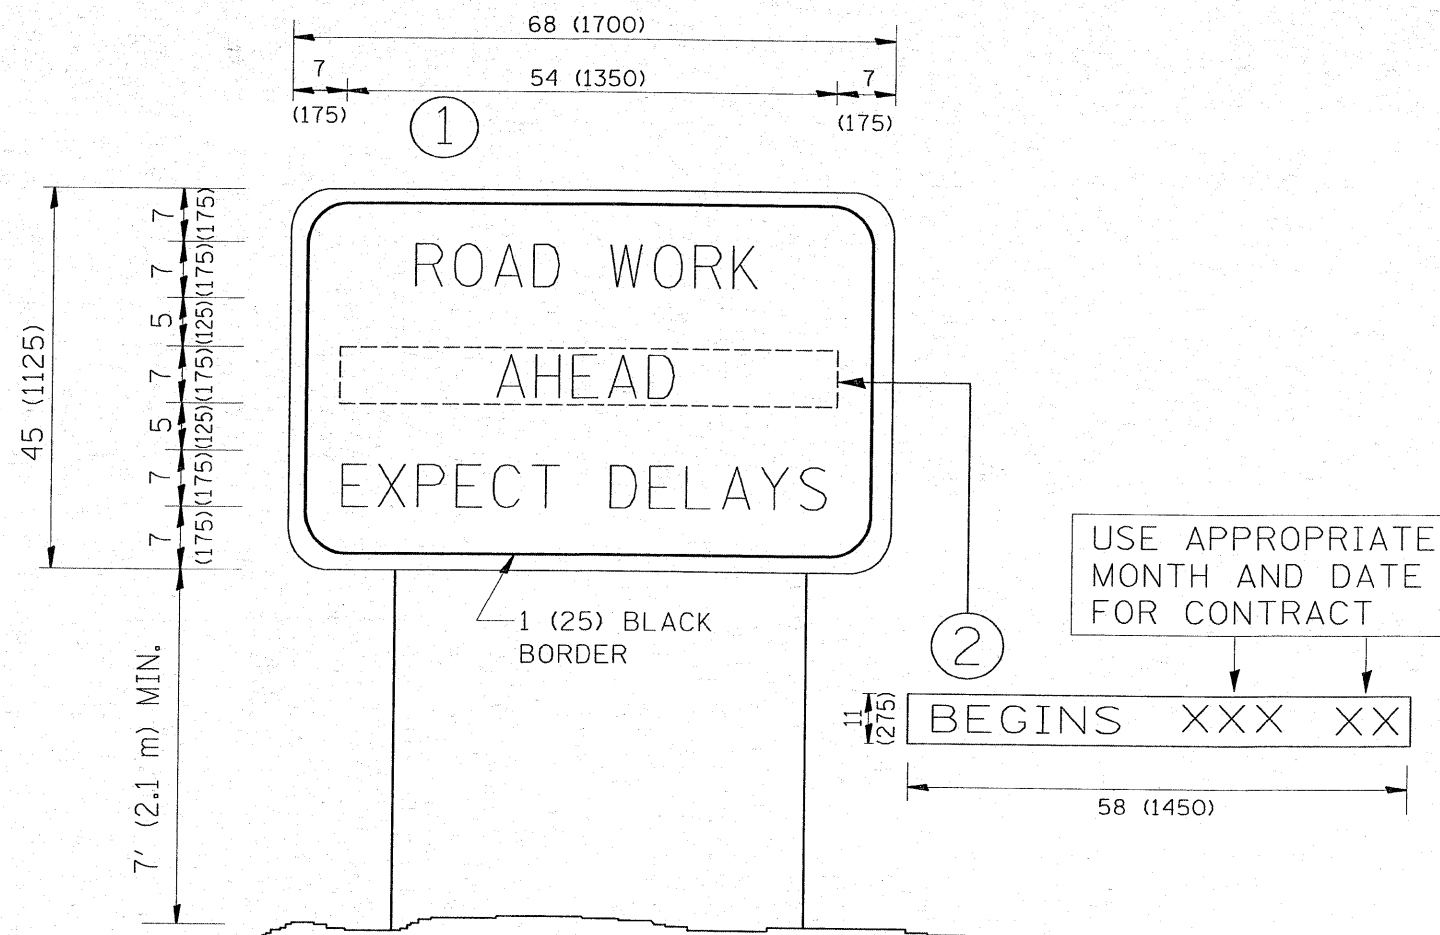 68 (1700)
7
54 (1350)
7
(175)
(175)
1
45 (1125)
7
(175)
7
(175)
5
(125)
7
(175)
5
(125)
7
(175)
7
(175)
ROAD WORK
AHEAD
EXPECT DELAYS
1 (25) BLACK
BORDER
7' (2.1 m) MIN.
2
USE APPROPRIATE
MONTH AND DATE
FOR CONTRACT
11
(275)
BEGINS XXX XX
58 (1450)